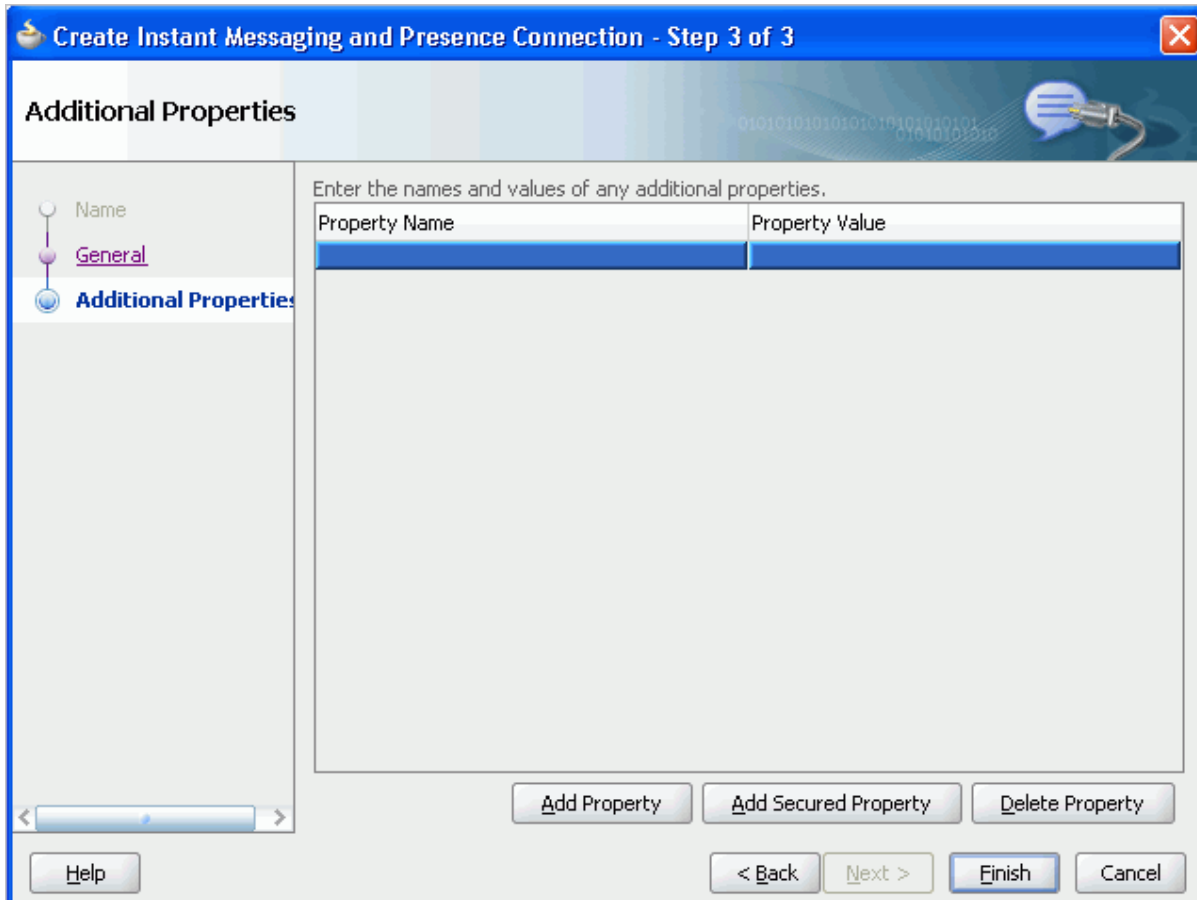 Create Instant Messaging and Presence Connection - Step 3 of 3
Additional Properties
Name
General
Additional Properties
Enter the names and values of any additional properties.
Property Name Property Value
Add Property Add Secured Property Delete Property
Help < Back Next > Finish Cancel